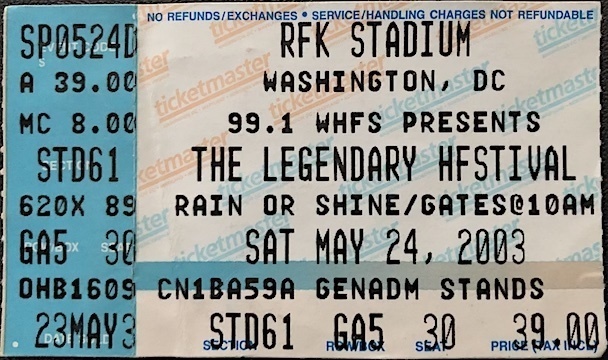 NO REFUNDS/EXCHANGES • SERVICE/HANDLING CHARGES NOT REFUNDABLE
SP0524D RFK STADIUM
A 39.00 WASHINGTON, DC
MC 8.00 99.1 WHFS PRESENTS
STD61 THE LEGENDARY HFSTIVAL
620X 89 RAIN OR SHINE/GATES@10AM
GA5 30 SAT MAY 24, 2003
OHB1609 CN1BA59A GENADM STANDS
23MAY3 STD61 GA5 30 39.00
SECTION ROW/BOX SEAT PRICE (TAX INCL)
ticketmaster